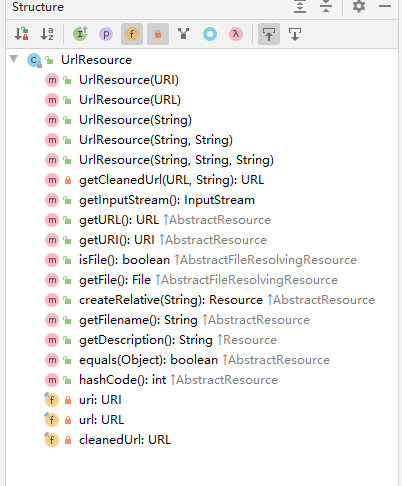 Structure
UrlResource
UrlResource(URI)
UrlResource(URL)
UrlResource(String)
UrlResource(String, String)
UrlResource(String, String, String)
getCleanedUrl(URL, String): URL
getInputStream(): InputStream
getURL(): URL ↑AbstractResource
getURI(): URI ↑AbstractResource
isFile(): boolean ↑AbstractFileResolvingResource
getFile(): File ↑AbstractFileResolvingResource
createRelative(String): Resource ↑AbstractResource
getFilename(): String ↑AbstractResource
getDescription(): String ↑Resource
equals(Object): boolean ↑AbstractResource
hashCode(): int ↑AbstractResource
uri: URI
url: URL
cleanedUrl: URL